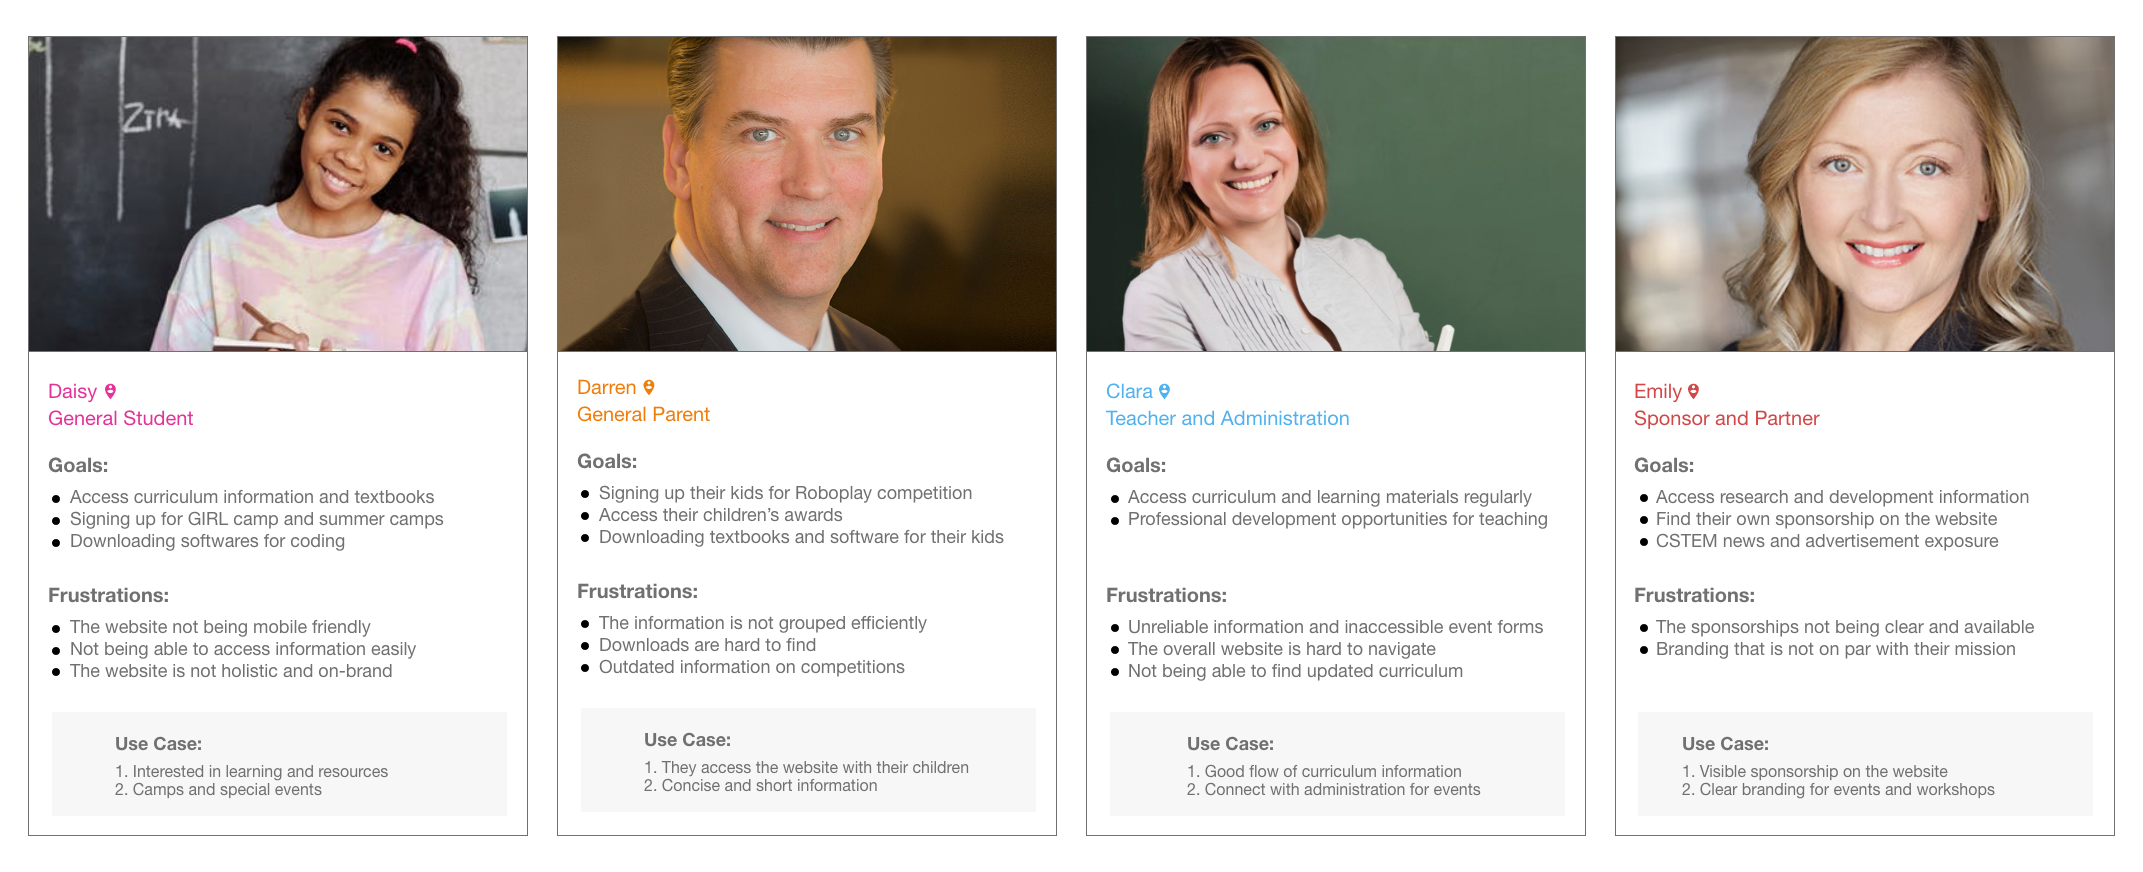 Daisy
General Student
Goals:
Access curriculum information and textbooks
Signing up for GIRL camp and summer camps
Downloading softwares for coding
Frustrations:
The website not being mobile friendly
Not being able to access information easily
The website is not holistic and on-brand
Use Case:
1. Interested in learning and resources
2. Camps and special events
Darren
General Parent
Goals:
Signing up their kids for Roboplay competition
Access their children's awards
Downloading textbooks and software for their kids
Frustrations:
The information is not grouped efficiently
Downloads are hard to find
Outdated information on competitions
Use Case:
1. They access the website with their children
2. Concise and short information
Clara
Teacher and Administration
Goals:
Access curriculum and learning materials regularly
Professional development opportunities for teaching
Frustrations:
Unreliable information and inaccessible event forms
The overall website is hard to navigate
Not being able to find updated curriculum
Use Case:
1. Good flow of curriculum information
2. Connect with administration for events
Emily
Sponsor and Partner
Goals:
Access research and development information
Find their own sponsorship on the website
CSTEM news and advertisement exposure
Frustrations:
The sponsorships not being clear and available
Branding that is not on par with their mission
Use Case:
1. Visible sponsorship on the website
2. Clear branding for events and workshops